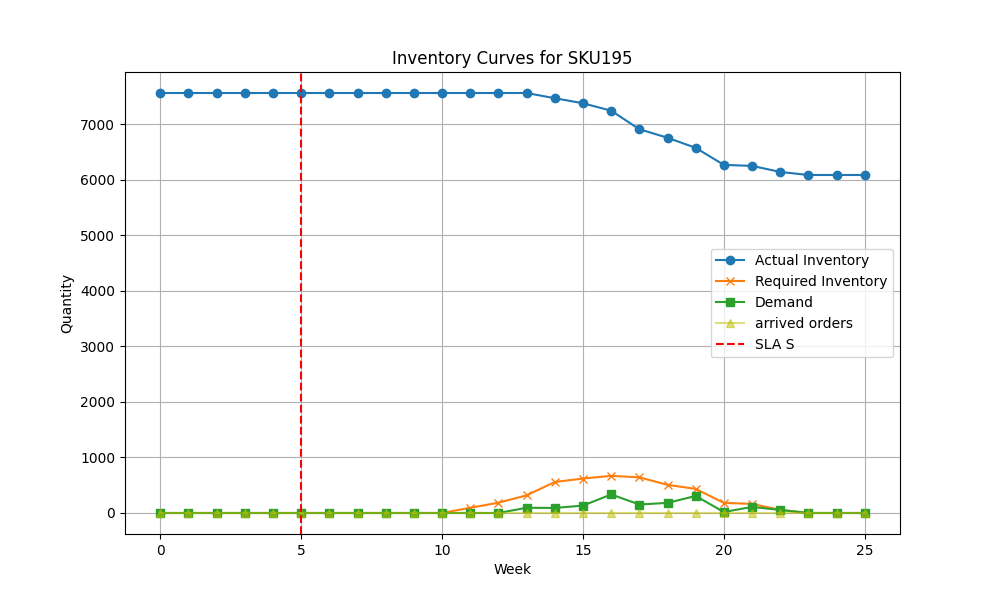 Inventory Curves for SKU195
7000
6000
5000
4000
3000
2000
1000
0
Quantity
Actual Inventory
Required Inventory
Demand
arrived orders
SLA S
0 5 10 15 20 25
Week